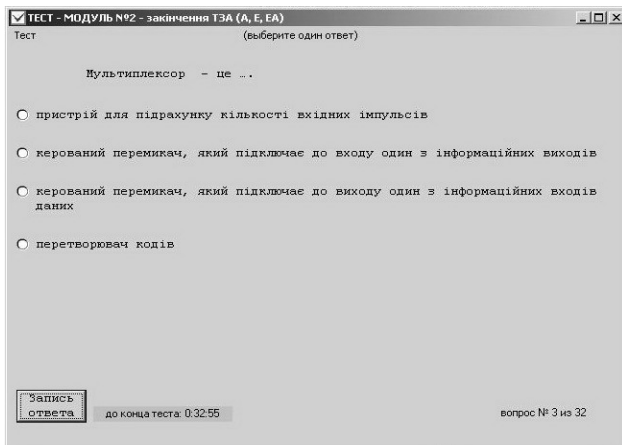 ТЕСТ - МОДУЛЬ №2 - закінчення ТЗА (А, Е, ЕА)
Тест (выберите один ответ)
Мультиплексор – це ….
пристрій для підрахунку кількості вхідних імпульсів
керований перемикач, який підключає до входу один з інформаційних виходів
керований перемикач, який підключає до виходу один з інформаційних входів
даних
перетворювач кодів
Запись
ответа
до конца теста: 0:32:55 вопрос № 3 из 32